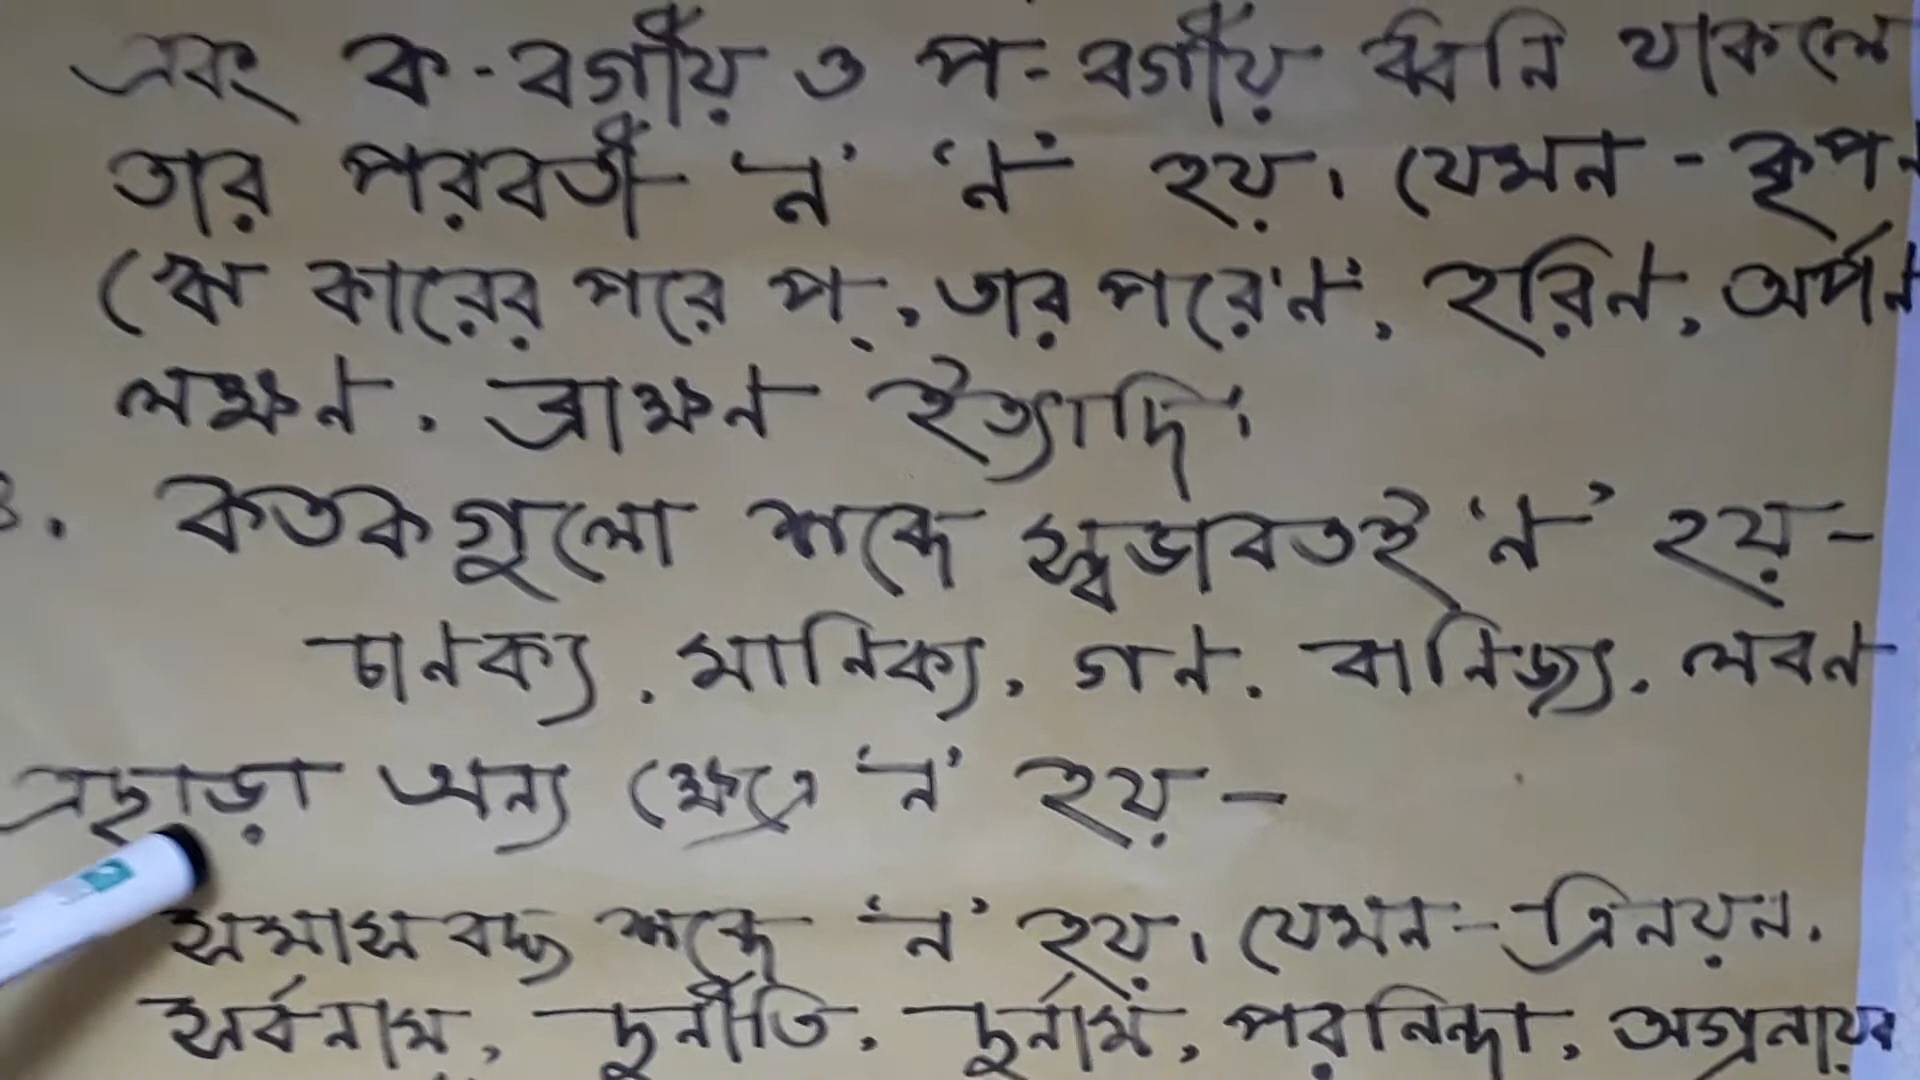 এবং ক-বর্গীয় ও প-বর্গীয় ধ্বনি থাকলে
তার পরবর্তী 'ন' 'ণ' হয়। যেমন - কৃপণ
(ঋ কারের পরে প্, তার পরে 'ণ', হরিণ, অর্পণ
লক্ষণ, ব্রাক্ষণ ইত্যাদি।
৪. কতকগুলো শব্দে স্বভাবতই 'ণ' হয়-
চাণক্য, মাণিক্য, গণ, বাণিজ্য, লবণ
এছাড়া অন্য ক্ষেত্রে 'ন' হয়-
সমাসবদ্ধ শব্দে 'ন' হয়। যেমন- ত্রিনয়ন,
সর্বনাম, দুর্নীতি, দুর্নাম, পরনিন্দা, অগ্রনায়ক